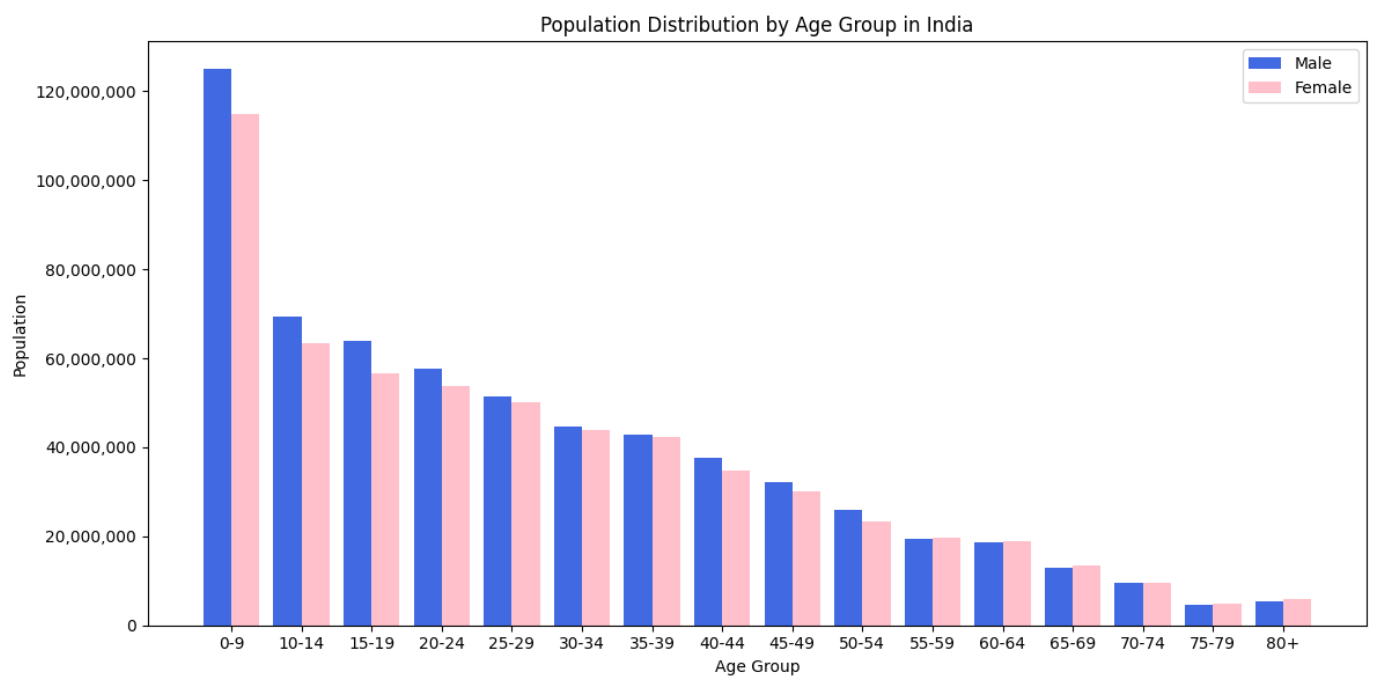 Population Distribution by Age Group in India
Male
Female
120,000,000
100,000,000
80,000,000
60,000,000
40,000,000
20,000,000
0
Population
0-9 10-14 15-19 20-24 25-29 30-34 35-39 40-44 45-49 50-54 55-59 60-64 65-69 70-74 75-79 80+
Age Group